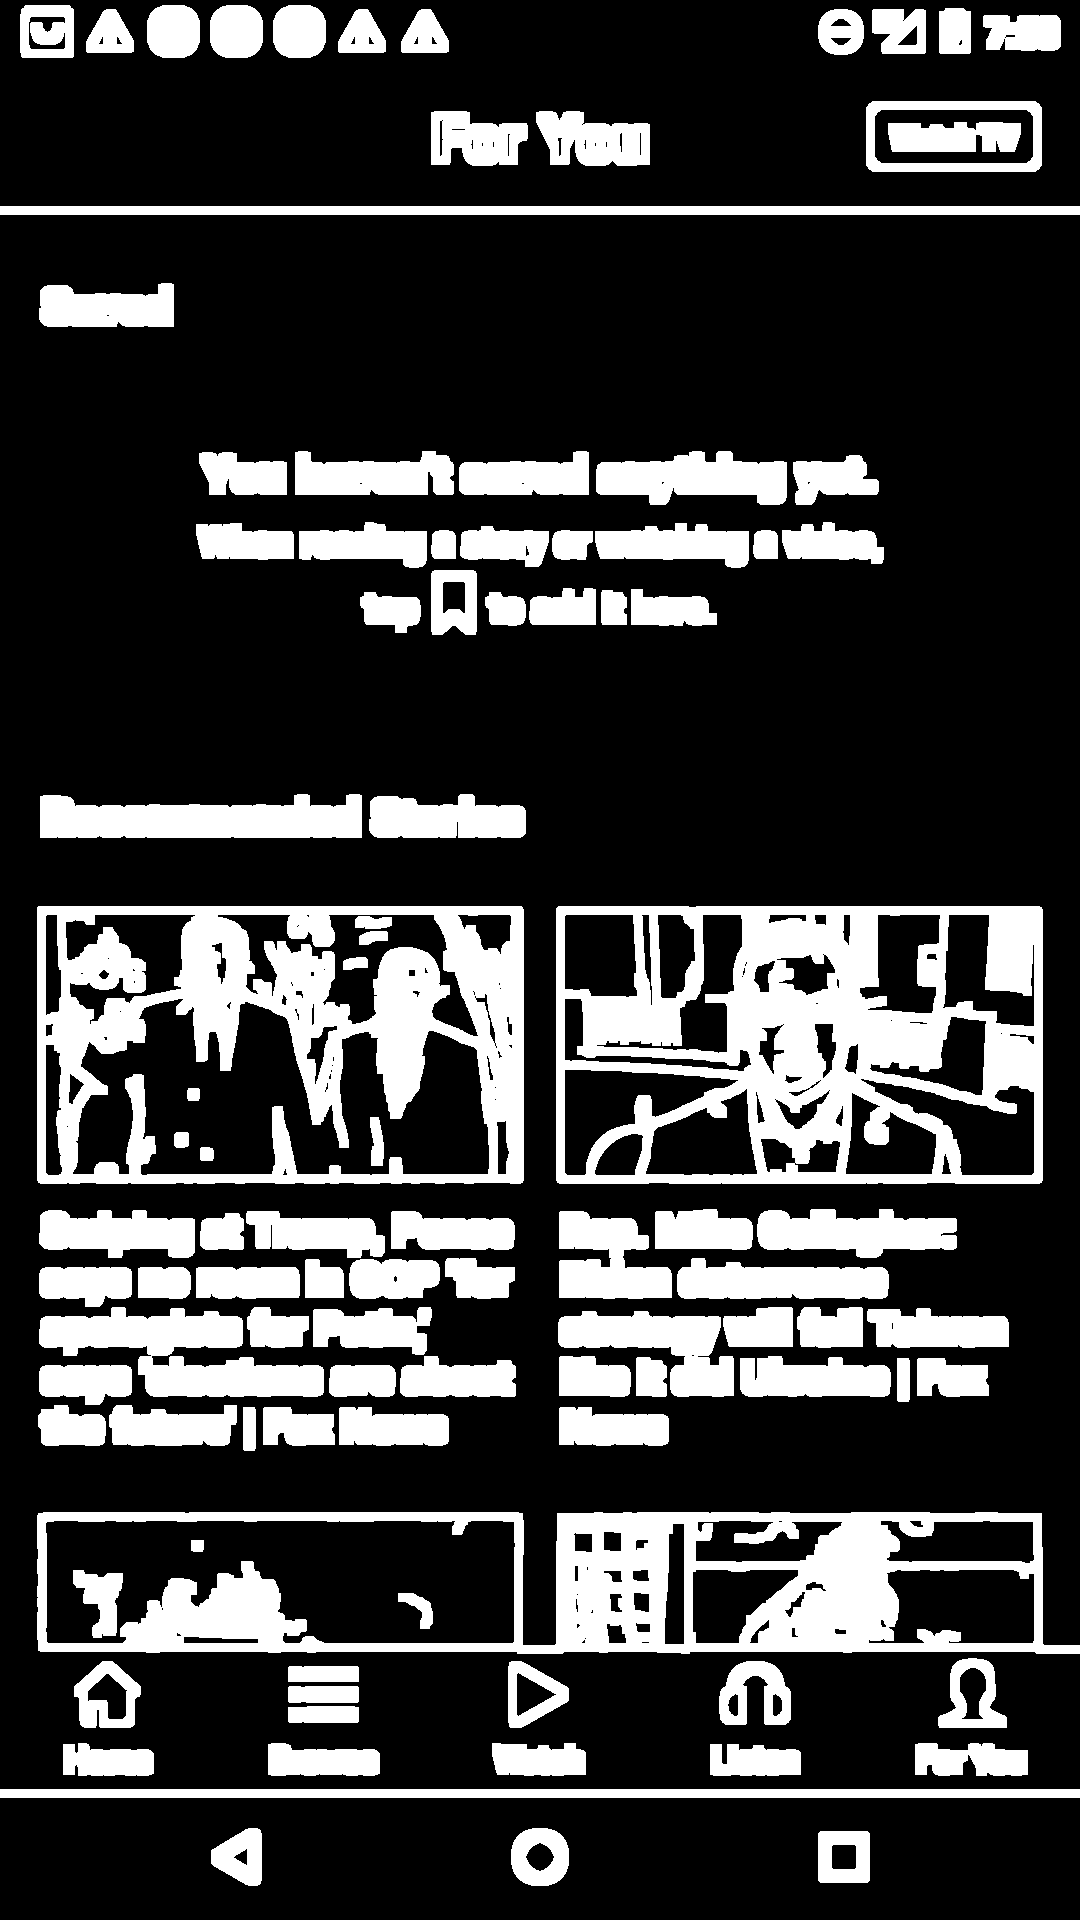 For You
Watch TV
Saved
You haven't saved anything yet.
When reading a story or watching a video,
tap to add it here.
Recommended Stories
Sniping at Trump, Pence
Rep. Mike Gallagher:
says no room in GOP 'for
Biden deterrence
apologists for Putin,'
strategy will fail Taiwan
says 'elections are about
like it did Ukraine | Fox
the future' | Fox News
News
Home
Browse
Watch
Listen
For You